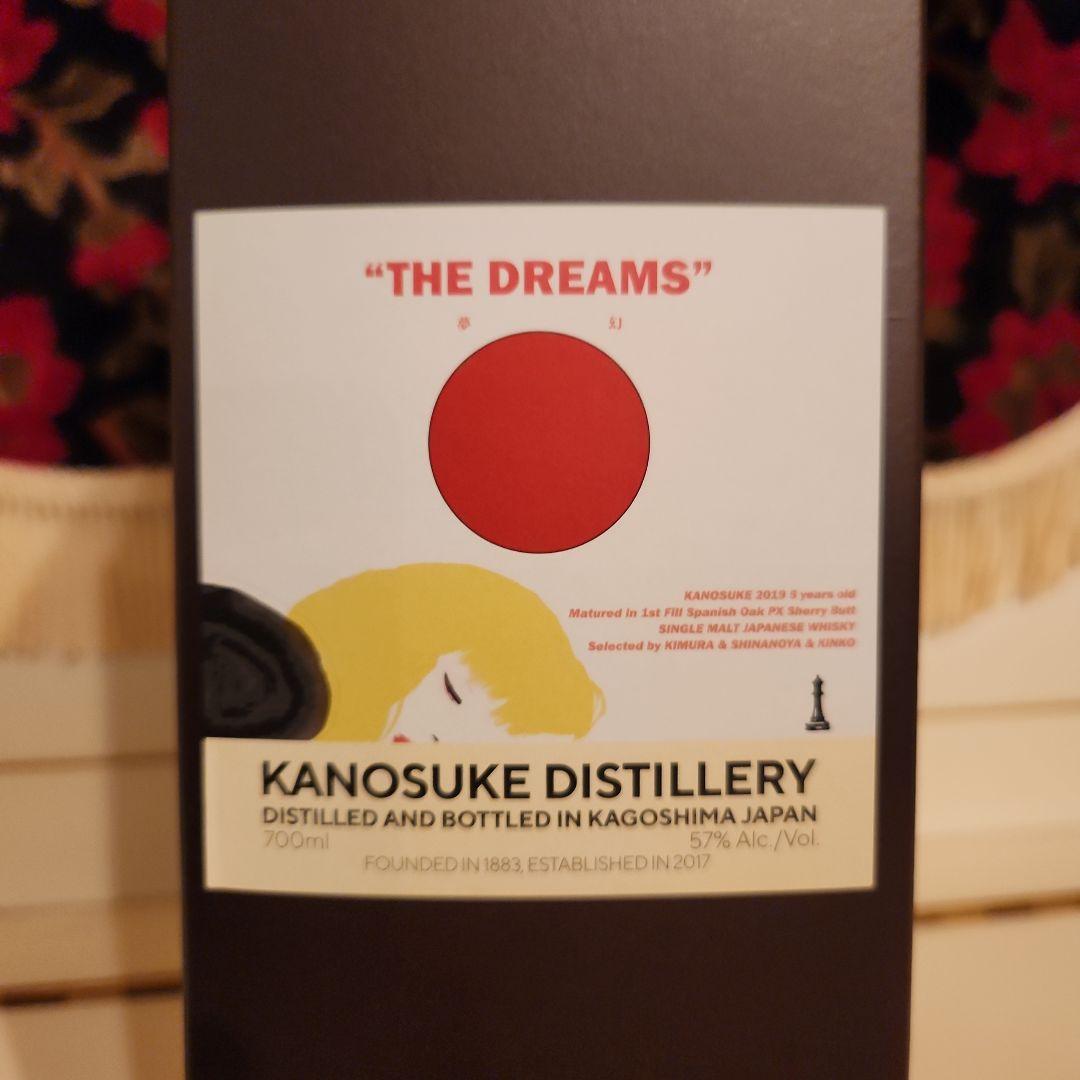 “THE DREAMS”
夢 幻
KANOSUKE 2019 5 years old
Matured in 1st Fill Spanish Oak PX Sherry Butt
SINGLE MALT JAPANESE WHISKY
Selected by KIMURA & SHINANOYA & KINKO
KANOSUKE DISTILLERY
DISTILLED AND BOTTLED IN KAGOSHIMA JAPAN
700ml 57% Alc./Vol.
FOUNDED IN 1883, ESTABLISHED IN 2017